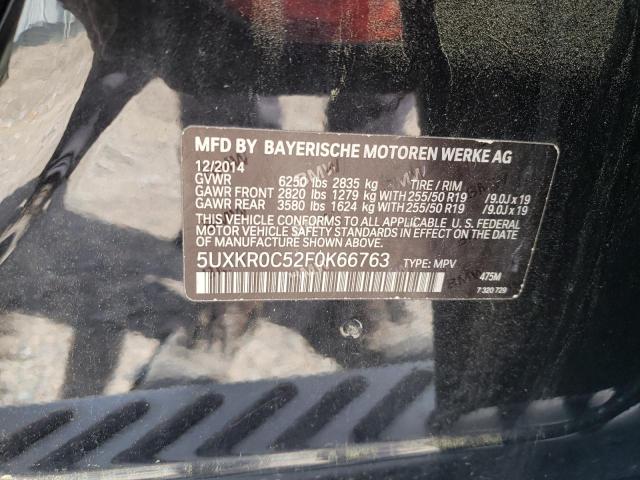 MFD BY BAYERISCHE MOTOREN WERKE AG
12/2014
GVWR 6250 lbs 2835 kg TIRE / RIM
GAWR FRONT 2820 lbs 1279 kg WITH 255/50 R19 /9.0J x 19
GAWR REAR 3580 lbs 1624 kg WITH 255/50 R19 /9.0J x 19
THIS VEHICLE CONFORMS TO ALL APPLICABLE U.S. FEDERAL
MOTOR VEHICLE SAFETY STANDARDS IN EFFECT ON THE
DATE OF MANUFACTURE SHOWN ABOVE.
5UXKR0C52F0K66763 TYPE: MPV
475M
7 320 729